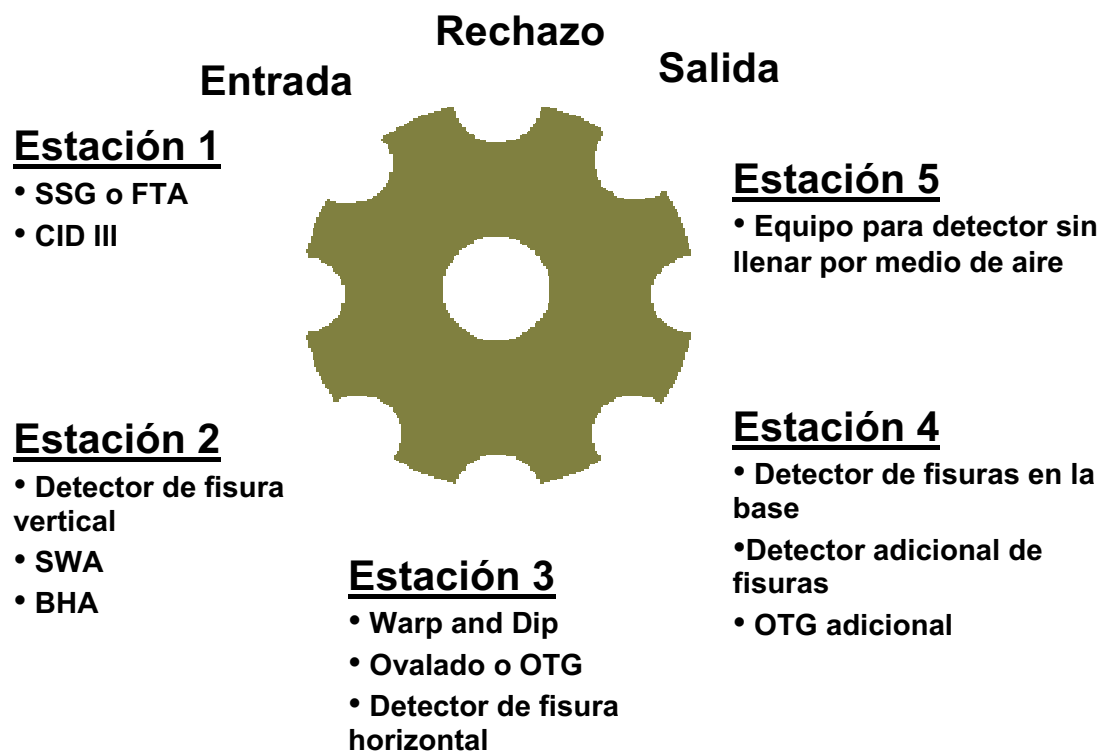 Rechazo
Entrada
Salida
Estación 1
• SSG o FTA
• CID III
Estación 5
• Equipo para detector sin
llenar por medio de aire
Estación 2
• Detector de fisura
vertical
• SWA
• BHA
Estación 3
• Warp and Dip
• Ovalado o OTG
• Detector de fisura
horizontal
Estación 4
• Detector de fisuras en la
base
•Detector adicional de
fisuras
• OTG adicional